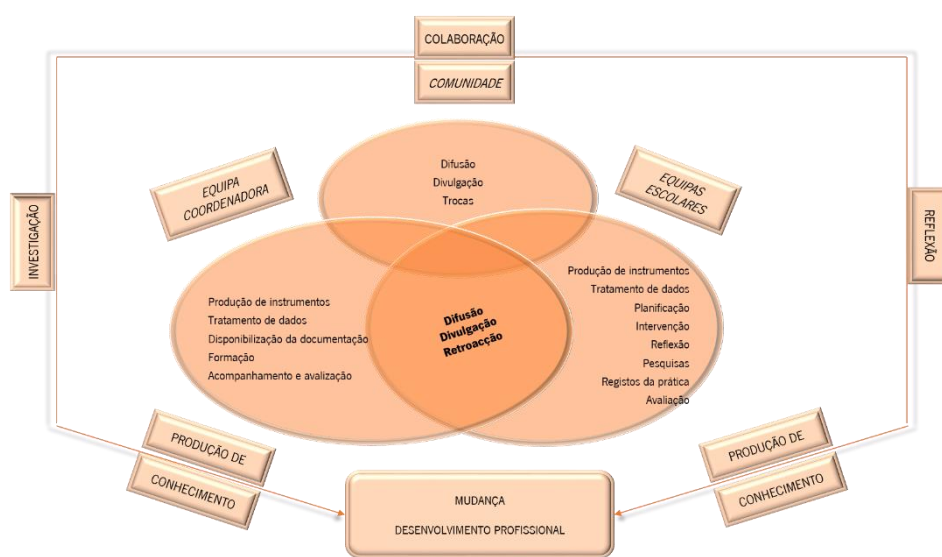 COLABORAÇÃO
COMUNIDADE
EQUIPA
COORDENADORA
EQUIPAS
ESCOLARES
INVESTIGAÇÃO
REFLEXÃO
Difusão
Divulgação
Trocas
Produção de instrumentos
Tratamento de dados
Disponibilização da documentação
Formação
Acompanhamento e avalização
Difusão
Divulgação
Retroacção
Produção de instrumentos
Tratamento de dados
Planificação
Intervenção
Reflexão
Pesquisas
Registos da prática
Avaliação
PRODUÇÃO DE
CONHECIMENTO
PRODUÇÃO DE
CONHECIMENTO
MUDANÇA
DESENVOLVIMENTO PROFISSIONAL